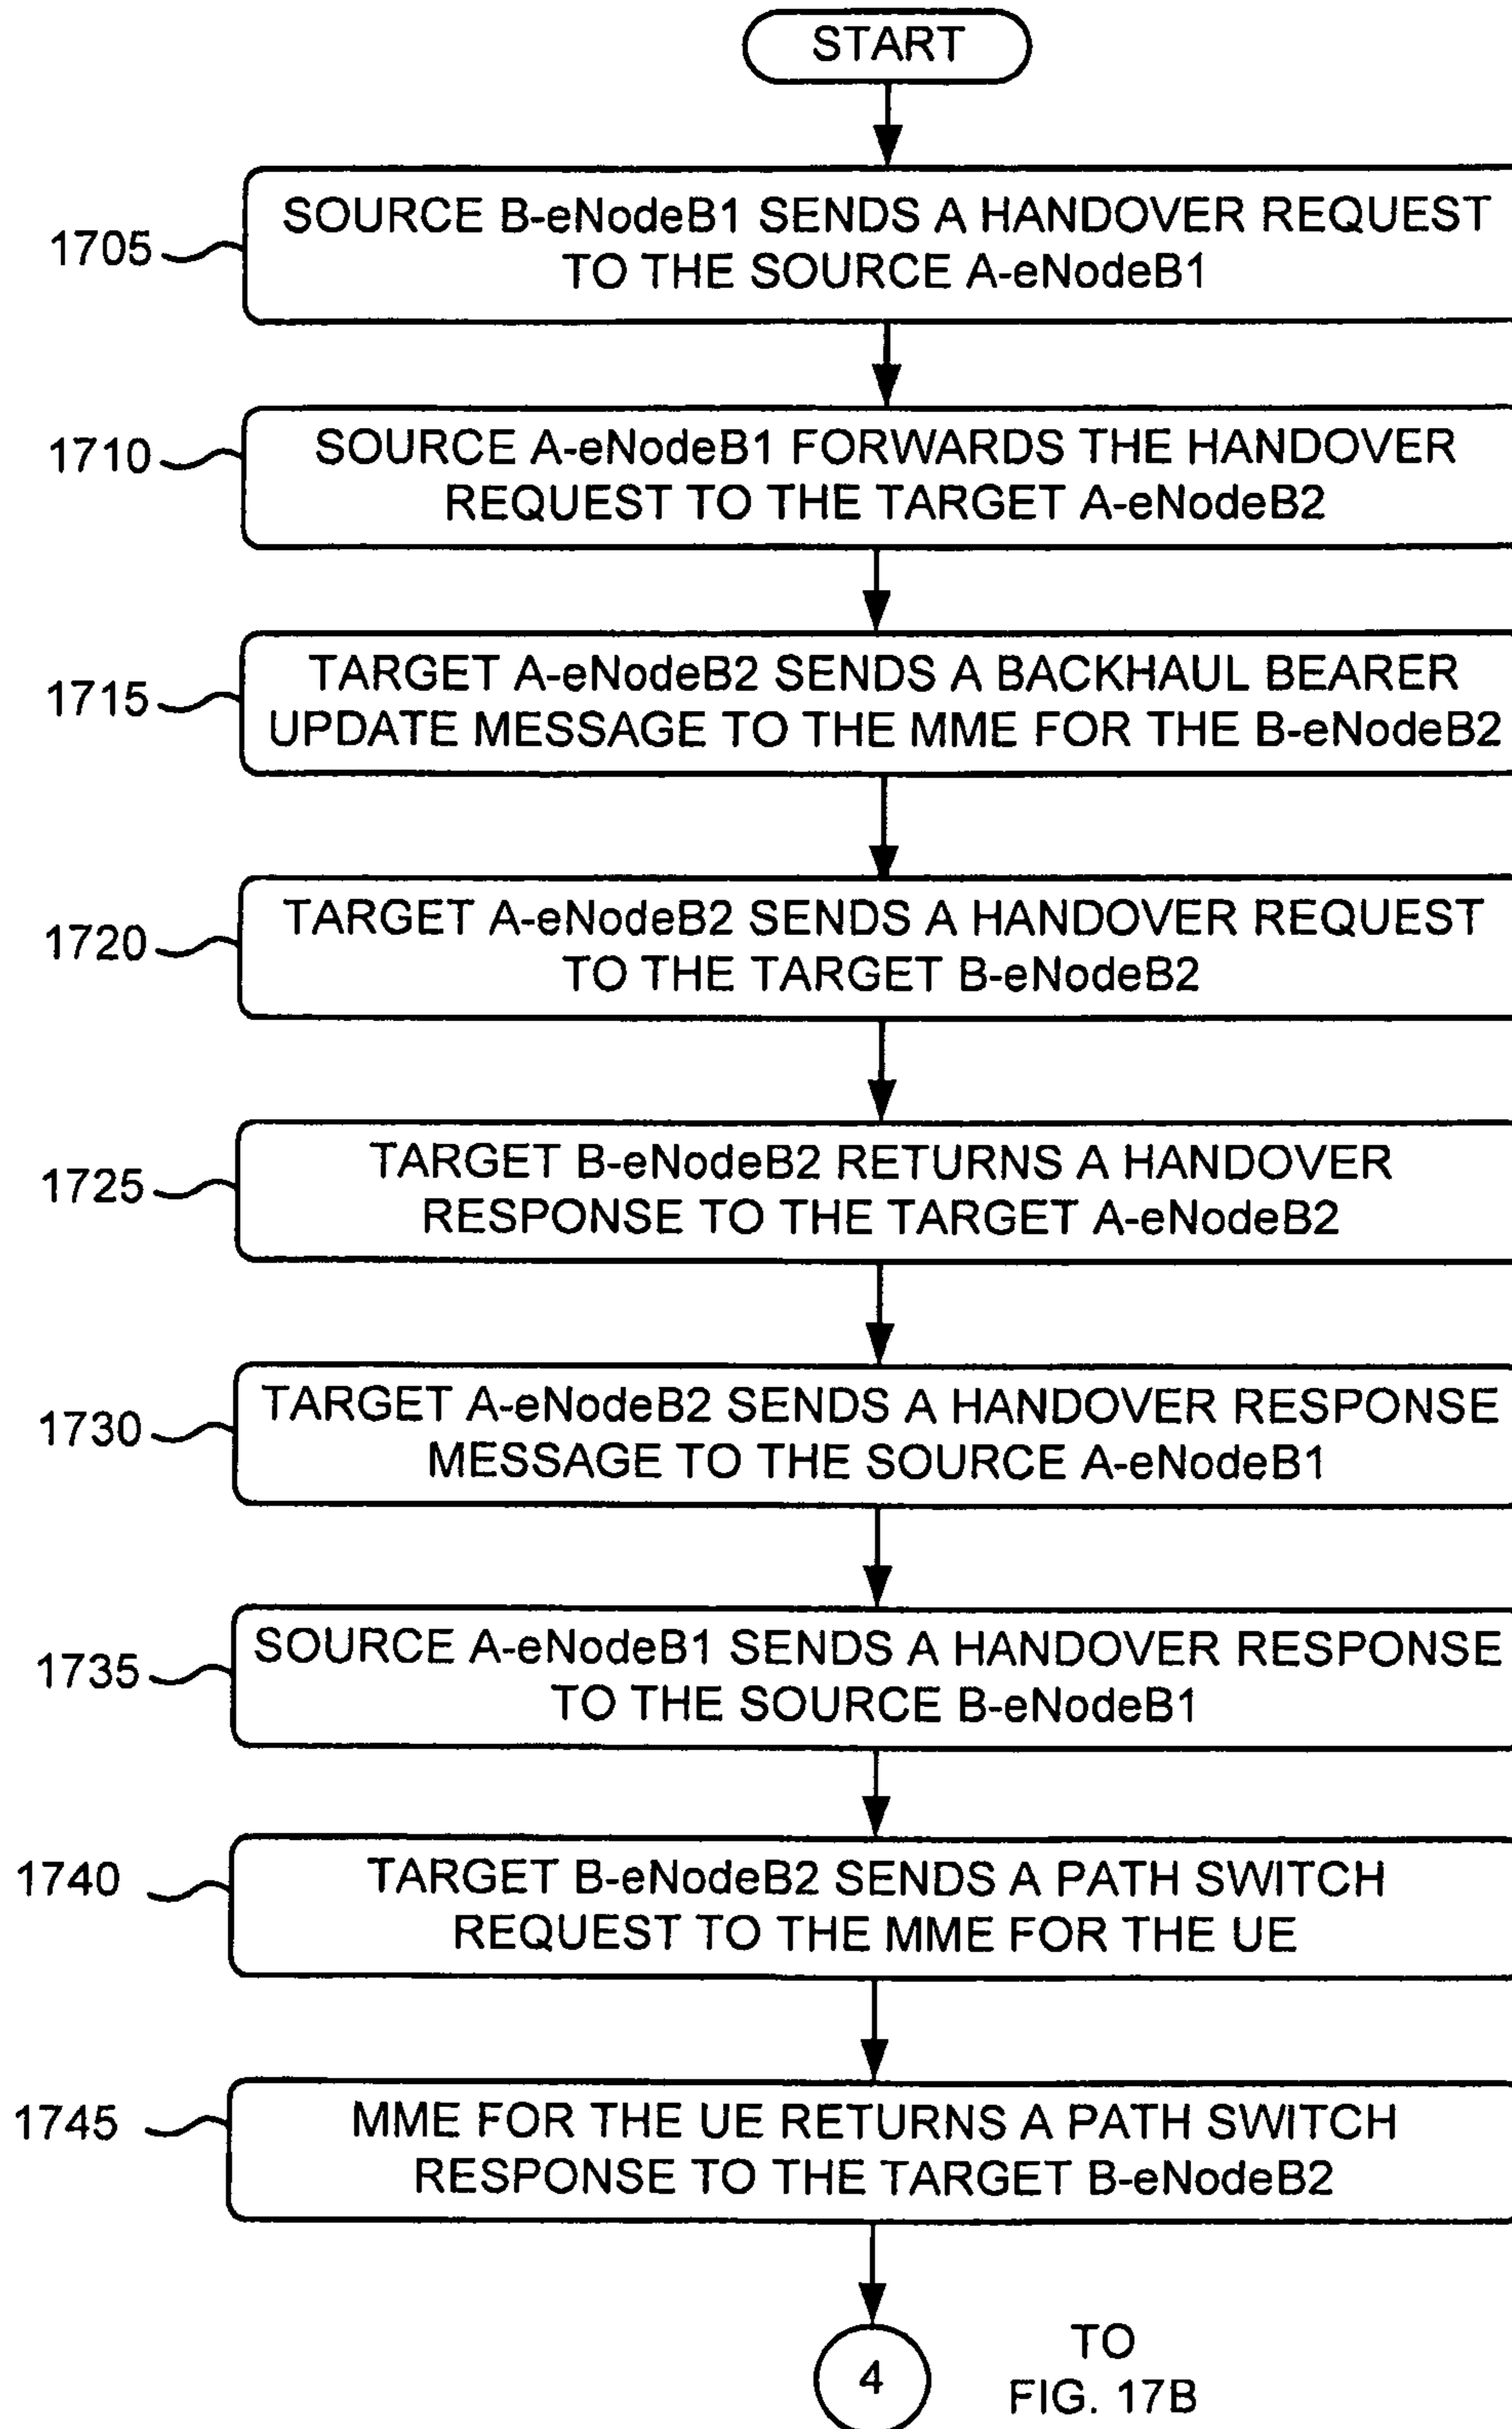 START
1705
SOURCE B-eNodeB1 SENDS A HANDOVER REQUEST
TO THE SOURCE A-eNodeB1
1710
SOURCE A-eNodeB1 FORWARDS THE HANDOVER
REQUEST TO THE TARGET A-eNodeB2
1715
TARGET A-eNodeB2 SENDS A BACKHAUL BEARER
UPDATE MESSAGE TO THE MME FOR THE B-eNodeB2
1720
TARGET A-eNodeB2 SENDS A HANDOVER REQUEST
TO THE TARGET B-eNodeB2
1725
TARGET B-eNodeB2 RETURNS A HANDOVER
RESPONSE TO THE TARGET A-eNodeB2
1730
TARGET A-eNodeB2 SENDS A HANDOVER RESPONSE
MESSAGE TO THE SOURCE A-eNodeB1
1735
SOURCE A-eNodeB1 SENDS A HANDOVER RESPONSE
TO THE SOURCE B-eNodeB1
1740
TARGET B-eNodeB2 SENDS A PATH SWITCH
REQUEST TO THE MME FOR THE UE
1745
MME FOR THE UE RETURNS A PATH SWITCH
RESPONSE TO THE TARGET B-eNodeB2
4
TO
FIG. 17B